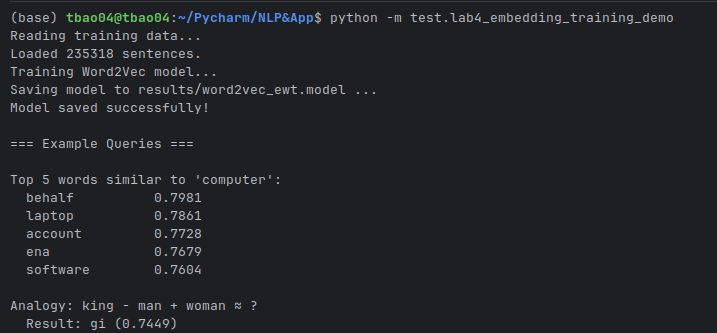 (base) tbao04@tbao04:~/Pycharm/NLP&App$ python -m test.lab4_embedding_training_demo
Reading training data...
Loaded 235318 sentences.
Training Word2Vec model...
Saving model to results/word2vec_ewt.model ...
Model saved successfully!
=== Example Queries ===
Top 5 words similar to 'computer':
behalf 0.7981
laptop 0.7861
account 0.7728
ena 0.7679
software 0.7604
Analogy: king - man + woman ≈ ?
Result: gi (0.7449)